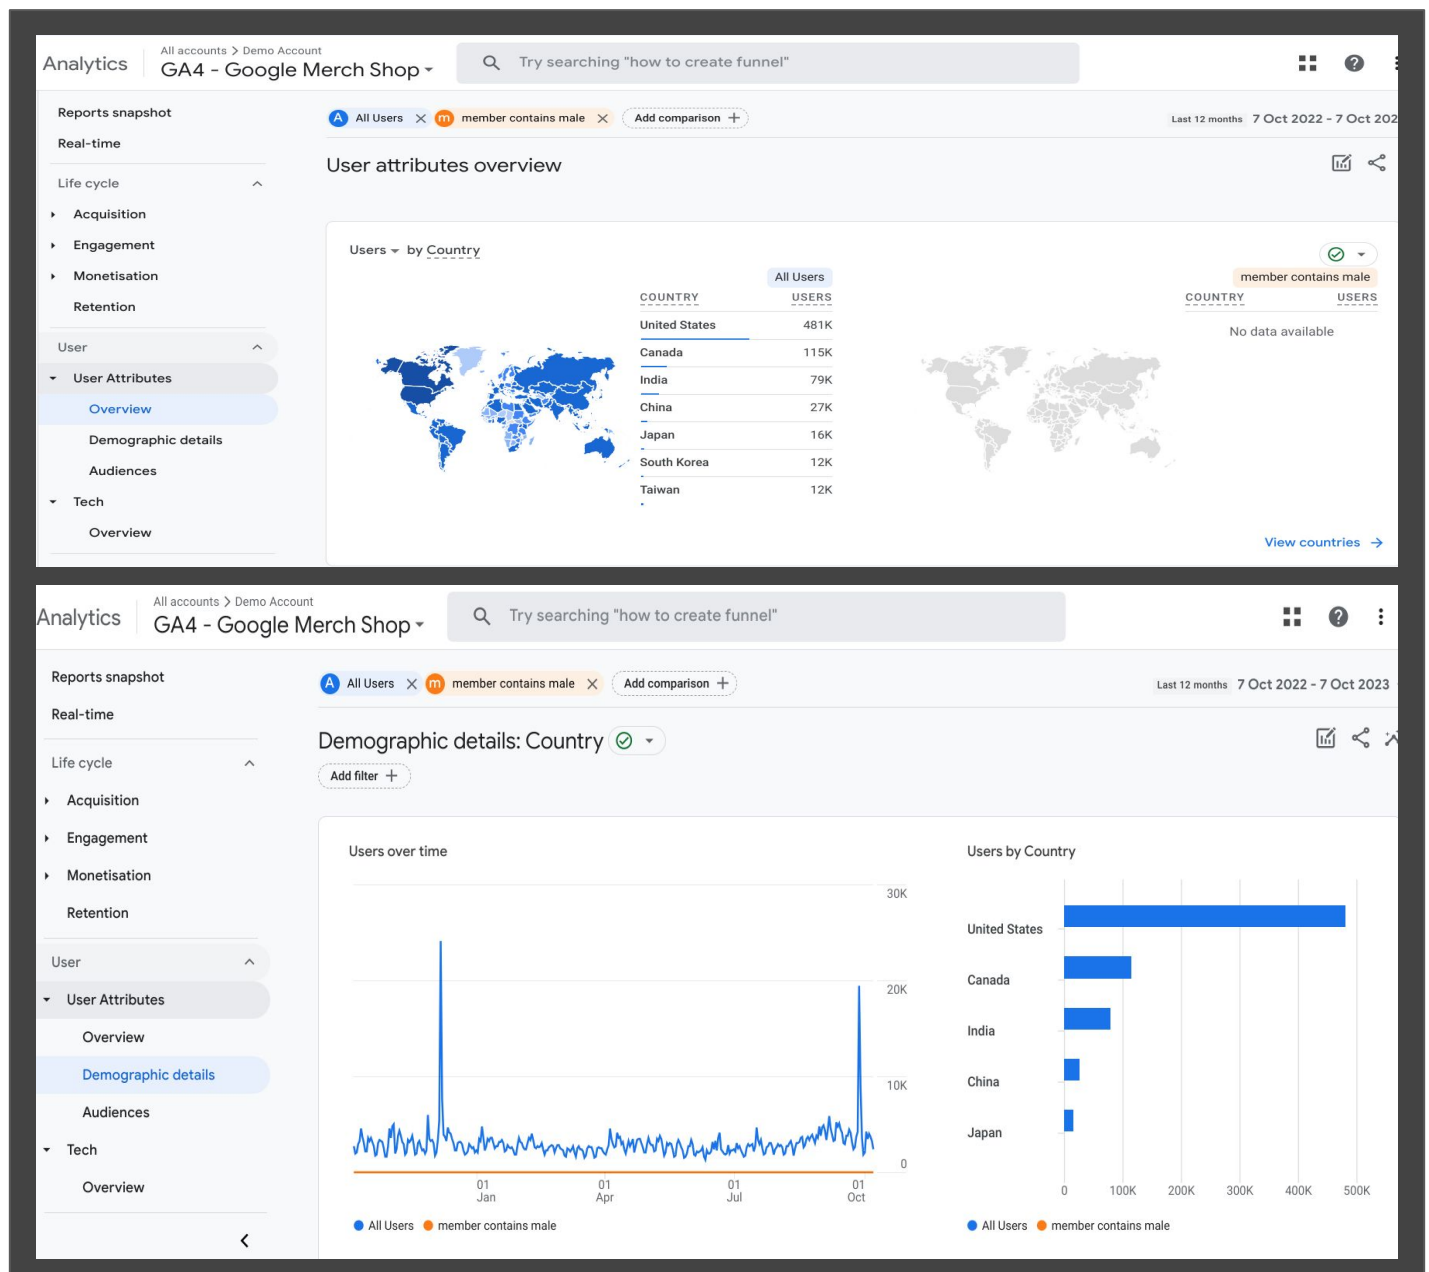 All accounts > Demo Account
Analytics
GA4 - Google Merch Shop
Try searching "how to create funnel"
Reports snapshot
Real-time
Life cycle
Acquisition
Engagement
Monetisation
Retention
User
User Attributes
Overview
Demographic details
Audiences
Tech
Overview
A All Users
m member contains male
Add comparison +
Last 12 months 7 Oct 2022 - 7 Oct 202
User attributes overview
Users by Country
All Users
COUNTRY USERS
United States 481K
Canada 115K
India 79K
China 27K
Japan 16K
South Korea 12K
Taiwan 12K
member contains male
COUNTRY USERS
No data available
View countries
All accounts > Demo Account
Analytics
GA4 - Google Merch Shop
Try searching "how to create funnel"
Reports snapshot
Real-time
Life cycle
Acquisition
Engagement
Monetisation
Retention
User
User Attributes
Overview
Demographic details
Audiences
Tech
Overview
A All Users
m member contains male
Add comparison +
Last 12 months 7 Oct 2022 - 7 Oct 2023
Demographic details: Country
Add filter +
Users over time
30K
20K
10K
0
01 Jan
01 Apr
01 Jul
01 Oct
All Users member contains male
Users by Country
United States
Canada
India
China
Japan
0 100K 200K 300K 400K 500K
All Users member contains male